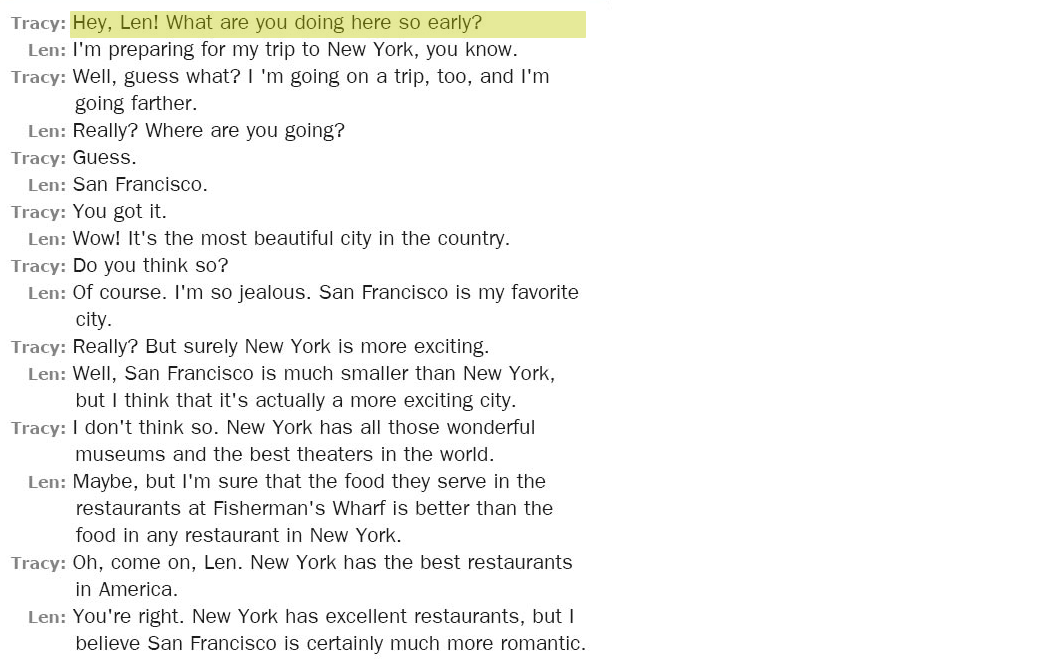 Tracy: Hey, Len! What are you doing here so early?
Len: I'm preparing for my trip to New York, you know.
Tracy: Well, guess what? I 'm going on a trip, too, and I'm
going farther.
Len: Really? Where are you going?
Tracy: Guess.
Len: San Francisco.
Tracy: You got it.
Len: Wow! It's the most beautiful city in the country.
Tracy: Do you think so?
Len: Of course. I'm so jealous. San Francisco is my favorite
city.
Tracy: Really? But surely New York is more exciting.
Len: Well, San Francisco is much smaller than New York,
but I think that it's actually a more exciting city.
Tracy: I don't think so. New York has all those wonderful
museums and the best theaters in the world.
Len: Maybe, but I'm sure that the food they serve in the
restaurants at Fisherman's Wharf is better than the
food in any restaurant in New York.
Tracy: Oh, come on, Len. New York has the best restaurants
in America.
Len: You're right. New York has excellent restaurants, but I
believe San Francisco is certainly much more romantic.